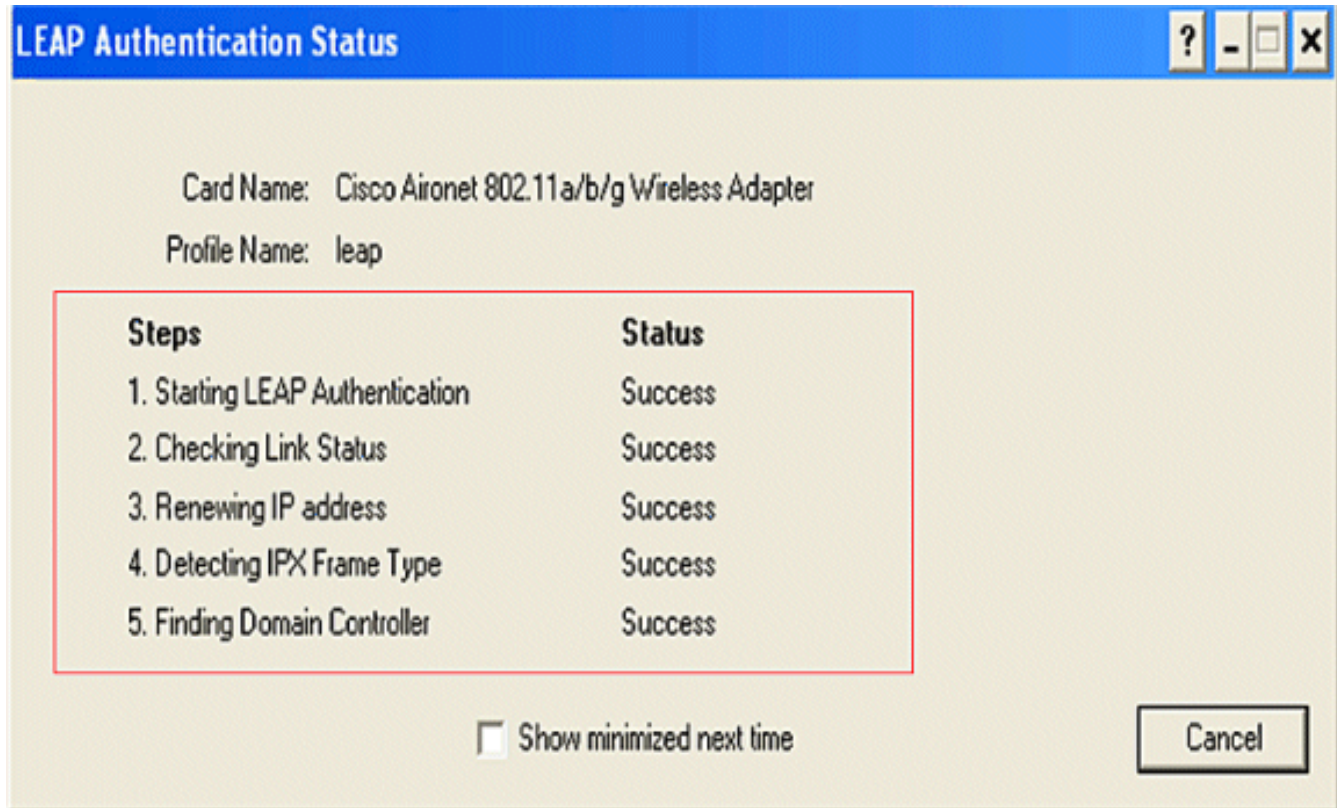 LEAP Authentication Status
Card Name: Cisco Aironet 802.11a/b/g Wireless Adapter
Profile Name: leap
Steps Status
1. Starting LEAP Authentication Success
2. Checking Link Status Success
3. Renewing IP address Success
4. Detecting IPX Frame Type Success
5. Finding Domain Controller Success
Show minimized next time
Cancel